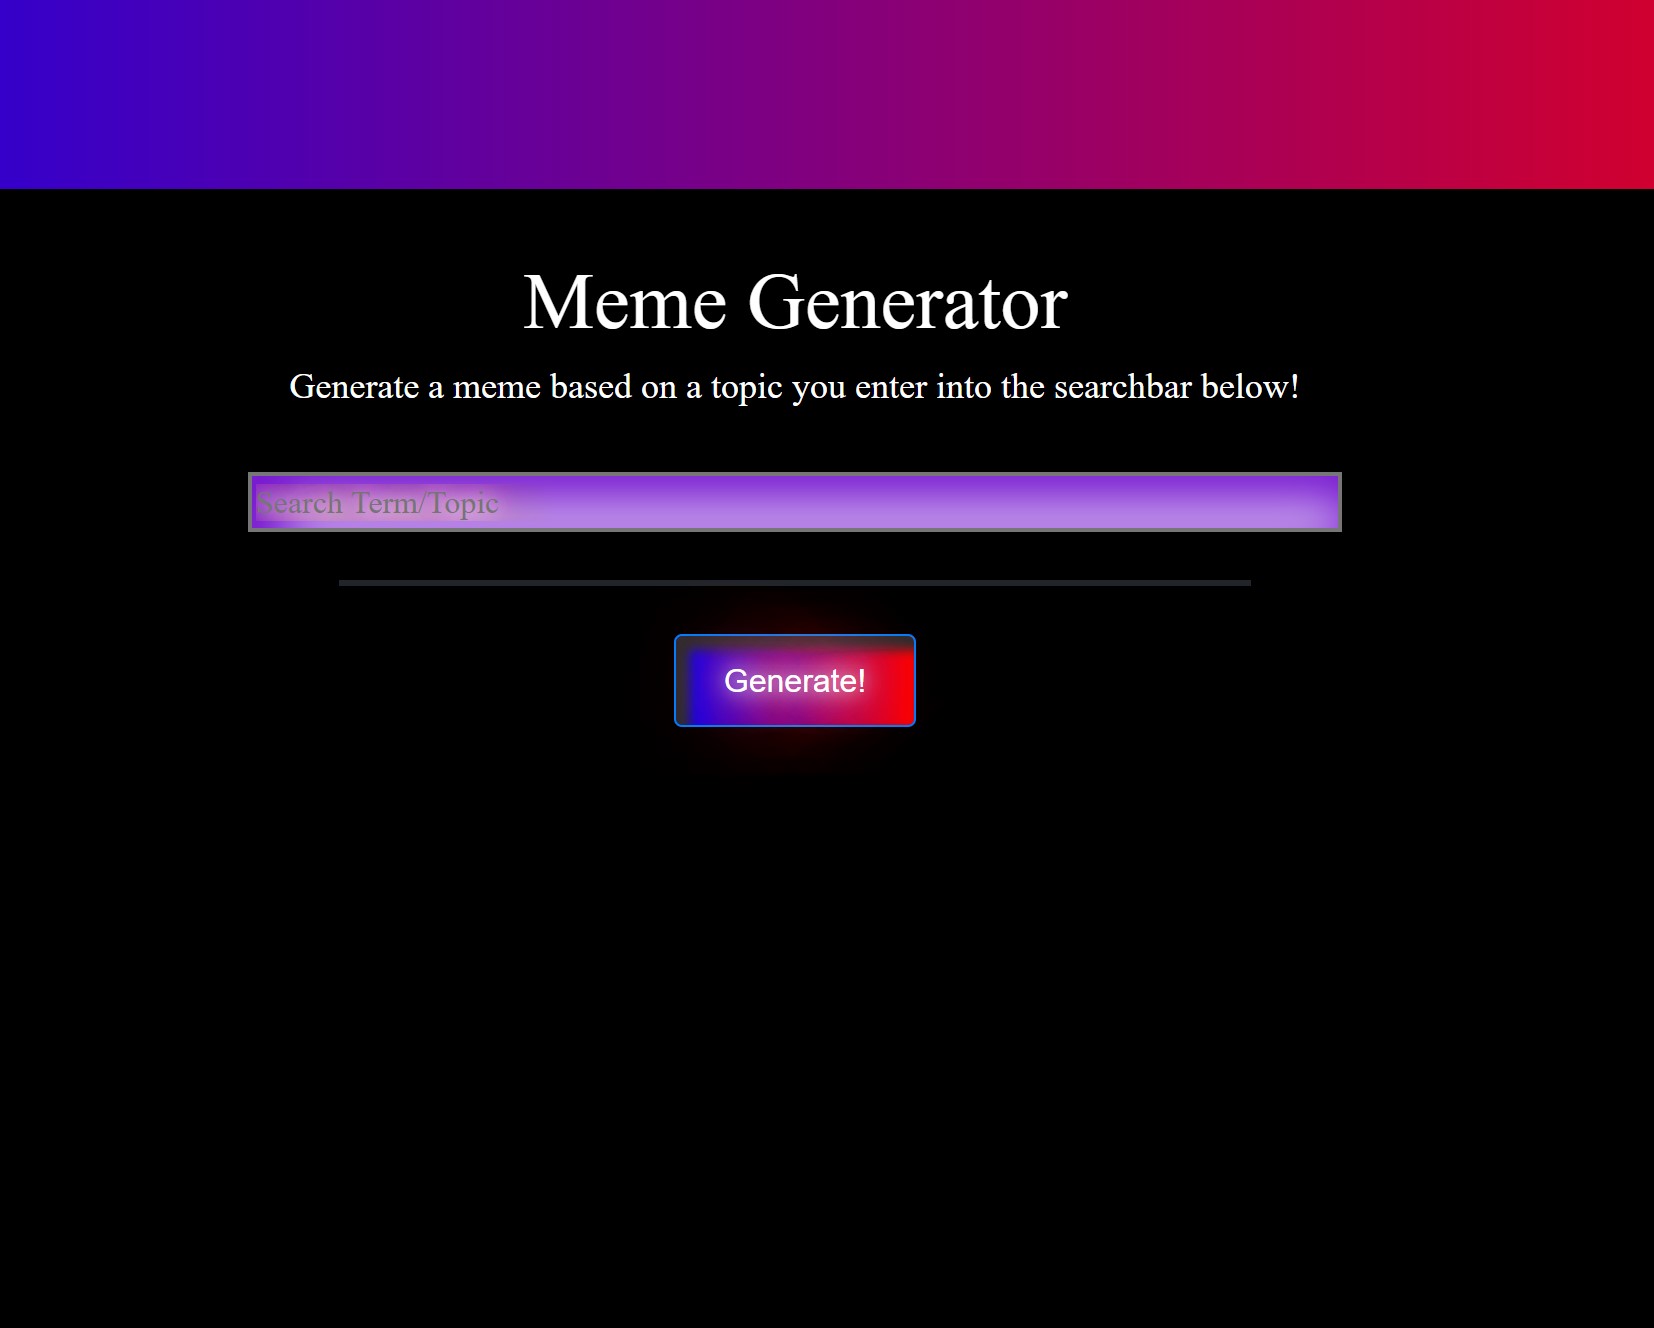 Meme Generator
Generate a meme based on a topic you enter into the searchbar below!
Search Term/Topic
Generate!